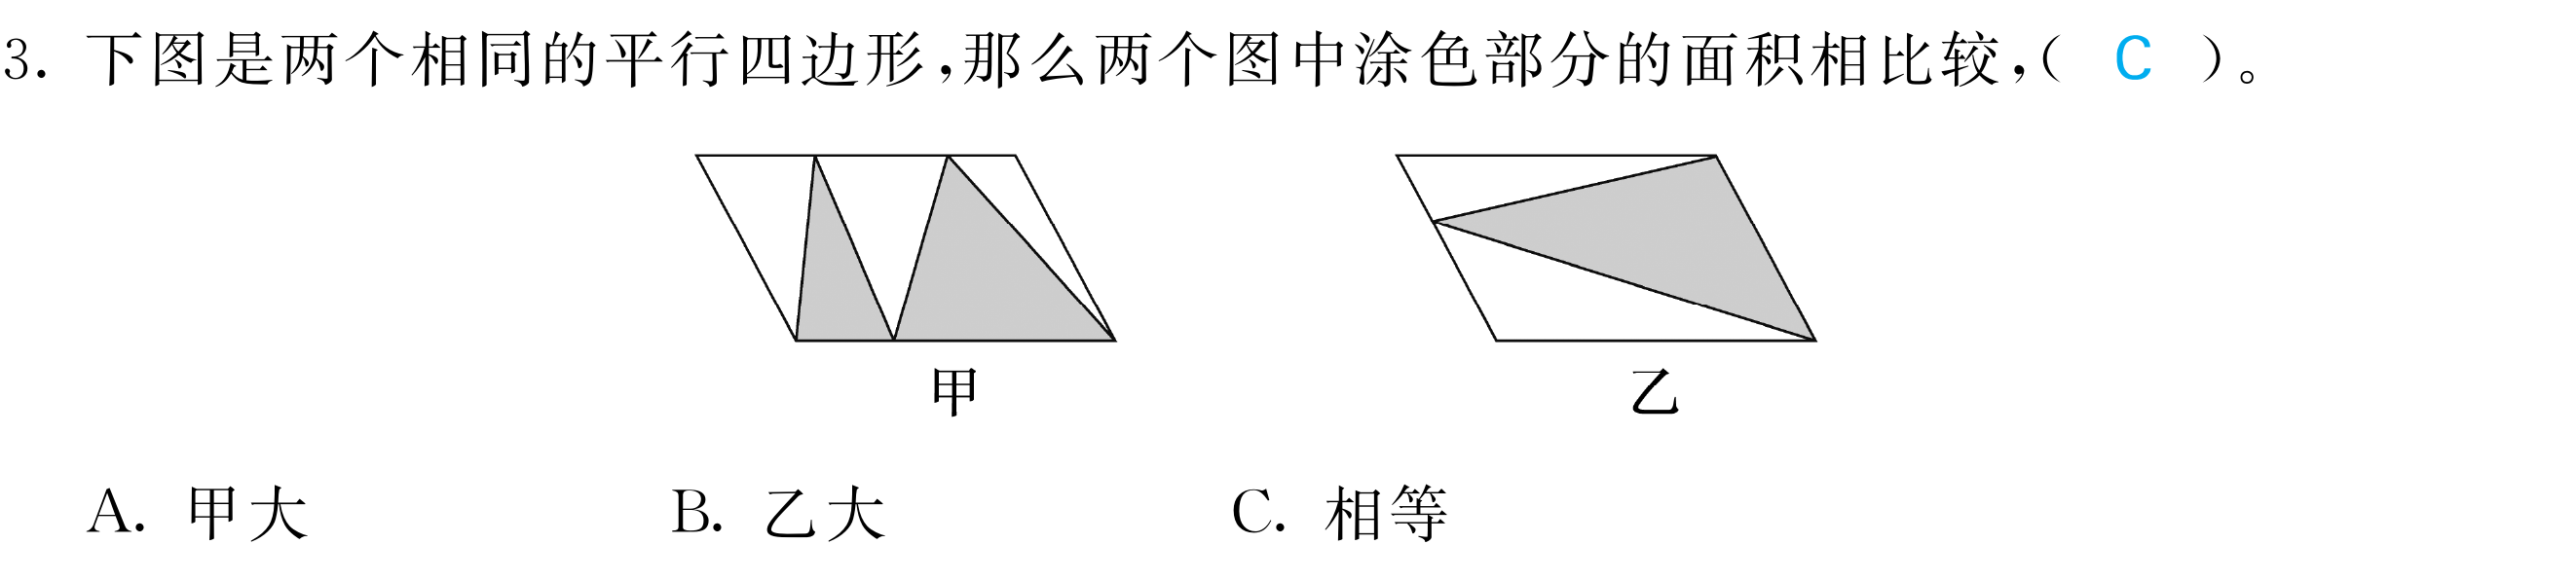 3. 下图是两个相同的平行四边形,那么两个图中涂色部分的面积相比较,( C )。
甲 乙
A. 甲大 B. 乙大 C. 相等